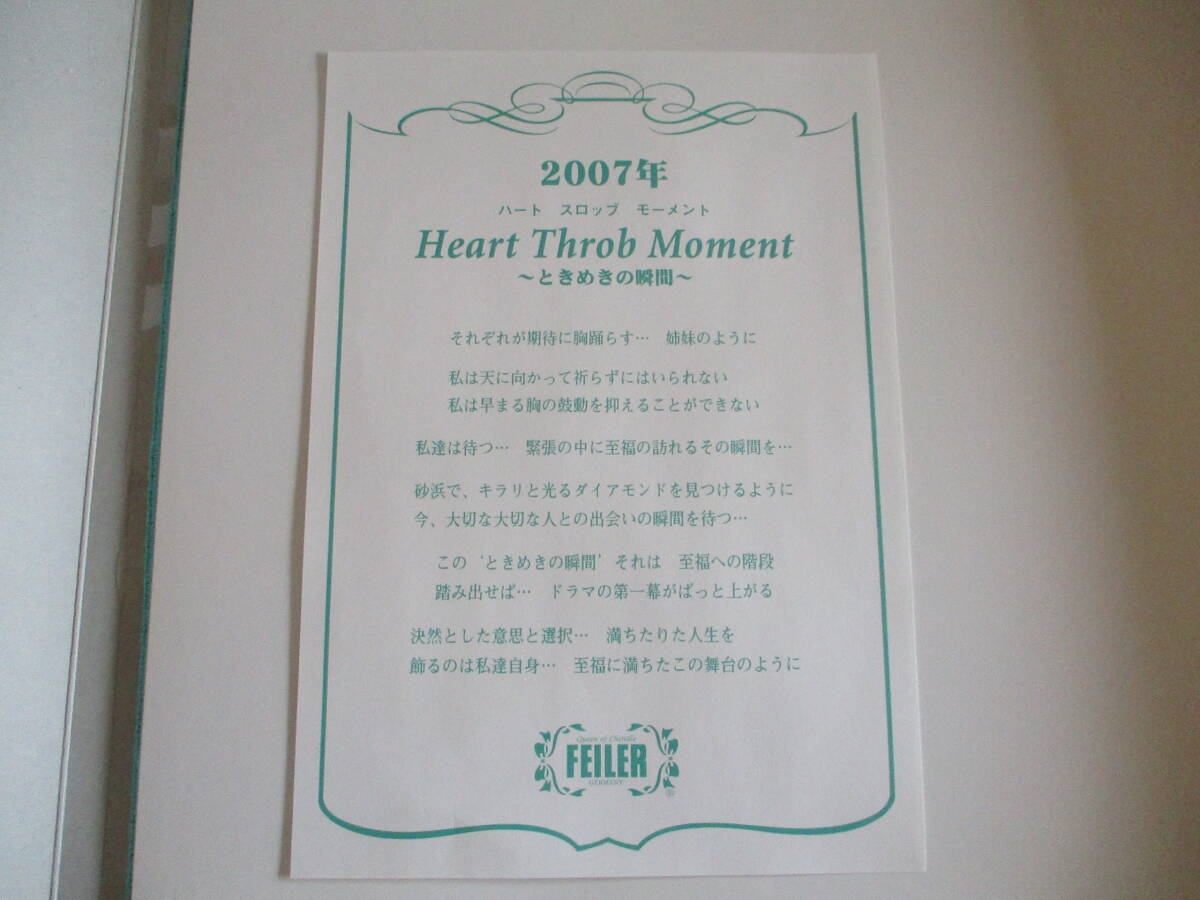 2007年
ハート　スロッブ　モーメント
Heart Throb Moment
～ときめきの瞬間～
それぞれが期待に胸踊らす…　姉妹のように
私は天に向かって祈らずにはいられない
私は早まる胸の鼓動を抑えることができない
私達は待つ…　緊張の中に至福の訪れるその瞬間を…
砂浜で、キラリと光るダイアモンドを見つけるように
今、大切な大切な人との出会いの瞬間を待つ…
この‘ときめきの瞬間’それは　至福への階段
踏み出せば…　ドラマの第一幕がぱっと上がる
決然とした意思と選択…　満ちたりた人生を
飾るのは私達自身…　至福に満ちたこの舞台のように
Queen of Chenille
FEILER
GERMANY
®